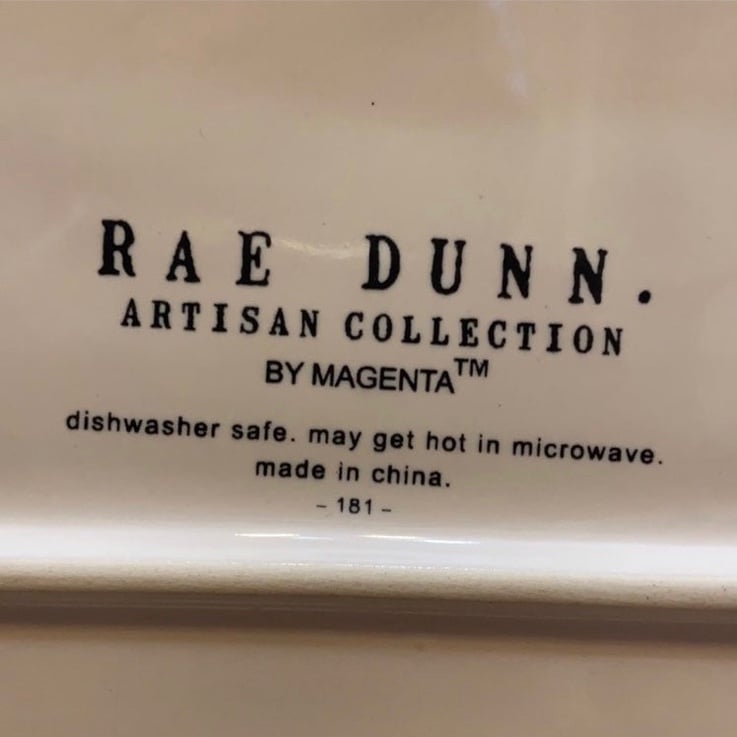 RAE DUNN.
ARTISAN COLLECTION
BY MAGENTA™
dishwasher safe. may get hot in microwave.
made in china.
- 181 -